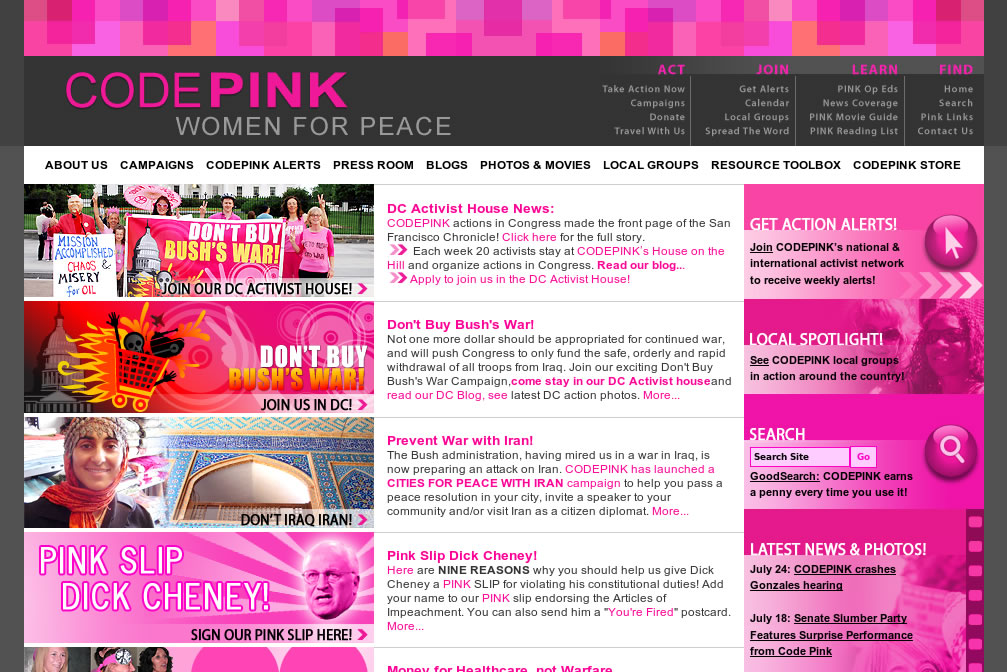 CODEPINK
WOMEN FOR PEACE
ACT
Take Action Now
Campaigns
Donate
Travel With Us
JOIN
Get Alerts
Calendar
Local Groups
Spread The Word
LEARN
PINK Op Eds
News Coverage
PINK Movie Guide
PINK Reading List
FIND
Home
Search
Pink Links
Contact Us
ABOUT US CAMPAIGNS CODEPINK ALERTS PRESS ROOM BLOGS PHOTOS & MOVIES LOCAL GROUPS RESOURCE TOOLBOX CODEPINK STORE
MISSION
ACCOMPLISHED
CHAOS &
MISERY
for OIL
DON'T BUY
BUSH'S WAR!
JOIN OUR DC ACTIVIST HOUSE!
DC Activist House News:
CODEPINK actions in Congress made the front page of the San
Francisco Chronicle! Click here for the full story.
Each week 20 activists stay at CODEPINK's House on the
Hill and organize actions in Congress. Read our blog...
Apply to join us in the DC Activist House!
DON'T BUY
BUSH'S WAR!
JOIN US IN DC!
Don't Buy Bush's War!
Not one more dollar should be appropriated for continued war,
and will push Congress to only fund the safe, orderly and rapid
withdrawal of all troops from Iraq. Join our exciting Don't Buy
Bush's War Campaign,come stay in our DC Activist houseand
read our DC Blog, see latest DC action photos. More...
DON'T IRAQ IRAN!
Prevent War with Iran!
The Bush administration, having mired us in a war in Iraq, is
now preparing an attack on Iran. CODEPINK has launched a
CITIES FOR PEACE WITH IRAN campaign to help you pass a
peace resolution in your city, invite a speaker to your
community and/or visit Iran as a citizen diplomat. More...
PINK SLIP
DICK CHENEY!
SIGN OUR PINK SLIP HERE!
Pink Slip Dick Cheney!
Here are NINE REASONS why you should help us give Dick
Cheney a PINK SLIP for violating his constitutional duties! Add
your name to our PINK slip endorsing the Articles of
Impeachment. You can also send him a "You're Fired" postcard.
More...
Money for Healthcare, not Warfare
GET ACTION ALERTS!
Join CODEPINK's national &
international activist network
to receive weekly alerts!
LOCAL SPOTLIGHT!
See CODEPINK local groups
in action around the country!
SEARCH
Search Site Go
GoodSearch: CODEPINK earns
a penny every time you use it!
LATEST NEWS & PHOTOS!
July 24: CODEPINK crashes
Gonzales hearing
July 18: Senate Slumber Party
Features Surprise Performance
from Code Pink